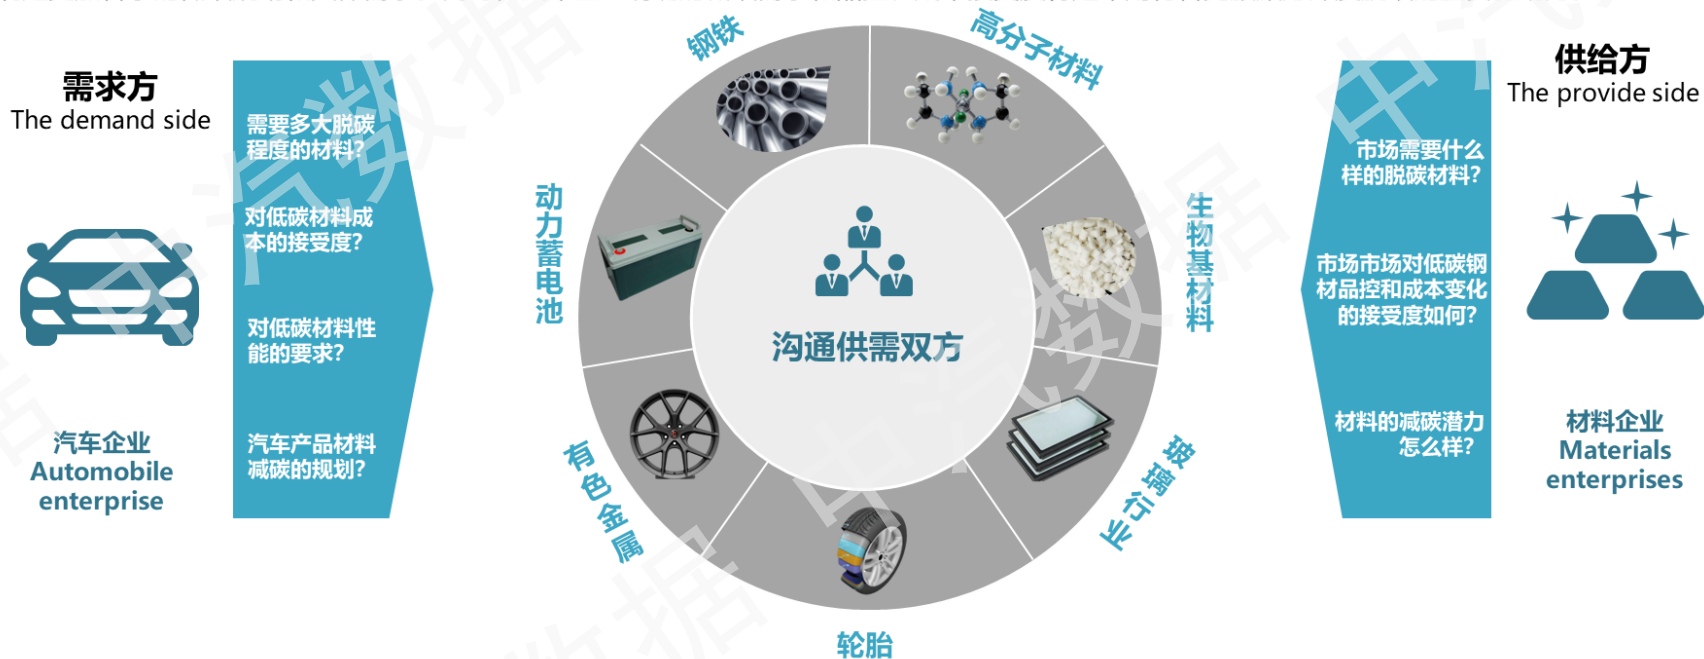 需求方
The demand side
需要多大脱碳
程度的材料?
对低碳材料成
本的接受度?
对低碳材料性
能的要求?
汽车产品材料
减碳的规划?
汽车企业
Automobile
enterprise
钢铁
高分子材料
动力蓄电池
生物基材料
沟通供需双方
有色金属
玻璃行业
轮胎
供给方
The provide side
市场需要什么
样的脱碳材料?
市场市场对低碳钢
材品控和成本变化
的接受度如何?
材料的减碳潜力
怎么样?
材料企业
Materials
enterprises
中汽数据